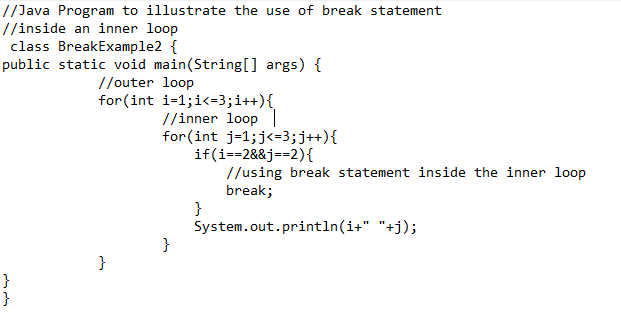 //Java Program to illustrate the use of break statement
//inside an inner loop
 class BreakExample2 {
public static void main(String[] args) {
            //outer loop
            for(int i=1;i<=3;i++){
                    //inner loop
                    for(int j=1;j<=3;j++){
                        if(i==2&&j==2){
                            //using break statement inside the inner loop
                            break;
                        }
                        System.out.println(i+" "+j);
                    }
            }
}
}